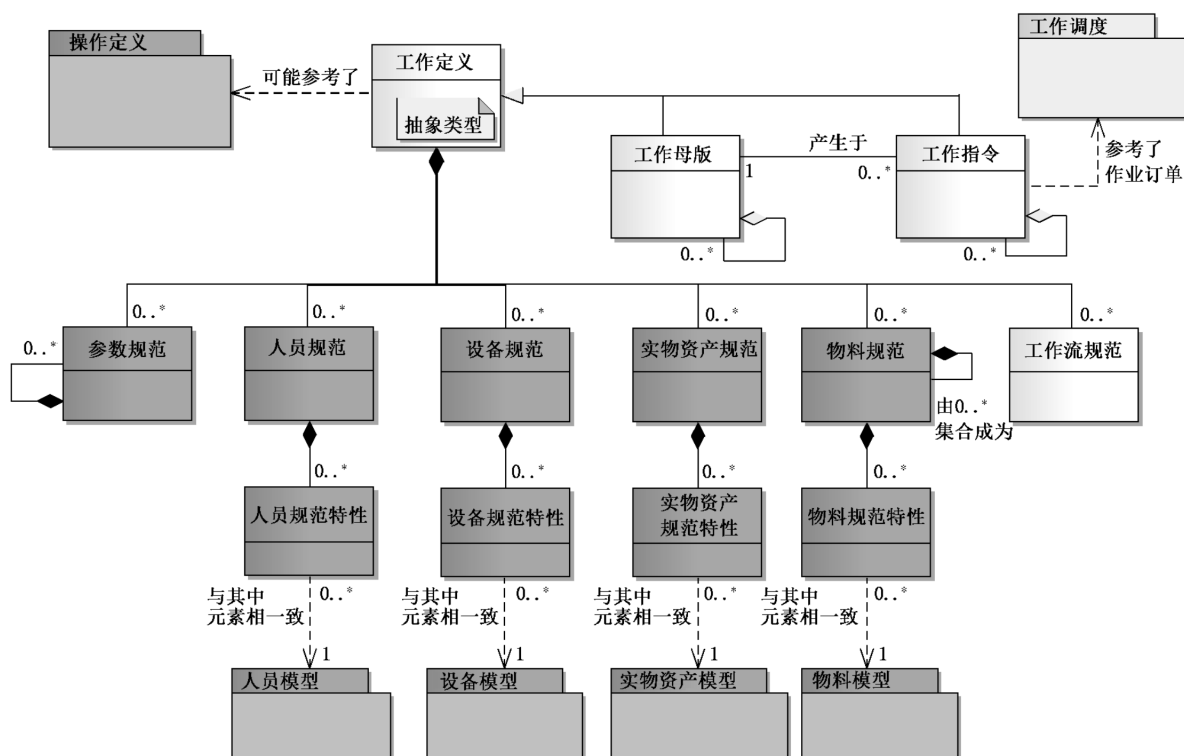 操作定义
可能参考了
工作定义
抽象类型
工作调度
工作母版
产生于
1
0..*
工作指令
参考了
作业订单
0..*
0..*
0..*
0..*
0..*
0..*
0..*
0..*
0..*
参数规范
人员规范
设备规范
实物资产规范
物料规范
工作流规范
由0..*
集合成为
0..*
0..*
0..*
0..*
人员规范特性
设备规范特性
实物资产
规范特性
物料规范特性
与其中
元素相一致
0..*
与其中
元素相一致
0..*
与其中
元素相一致
0..*
与其中
元素相一致
0..*
1
1
1
1
人员模型
设备模型
实物资产模型
物料模型